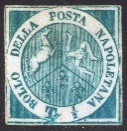 BOLLO DELLA POSTA NAPOLETANA
½ T